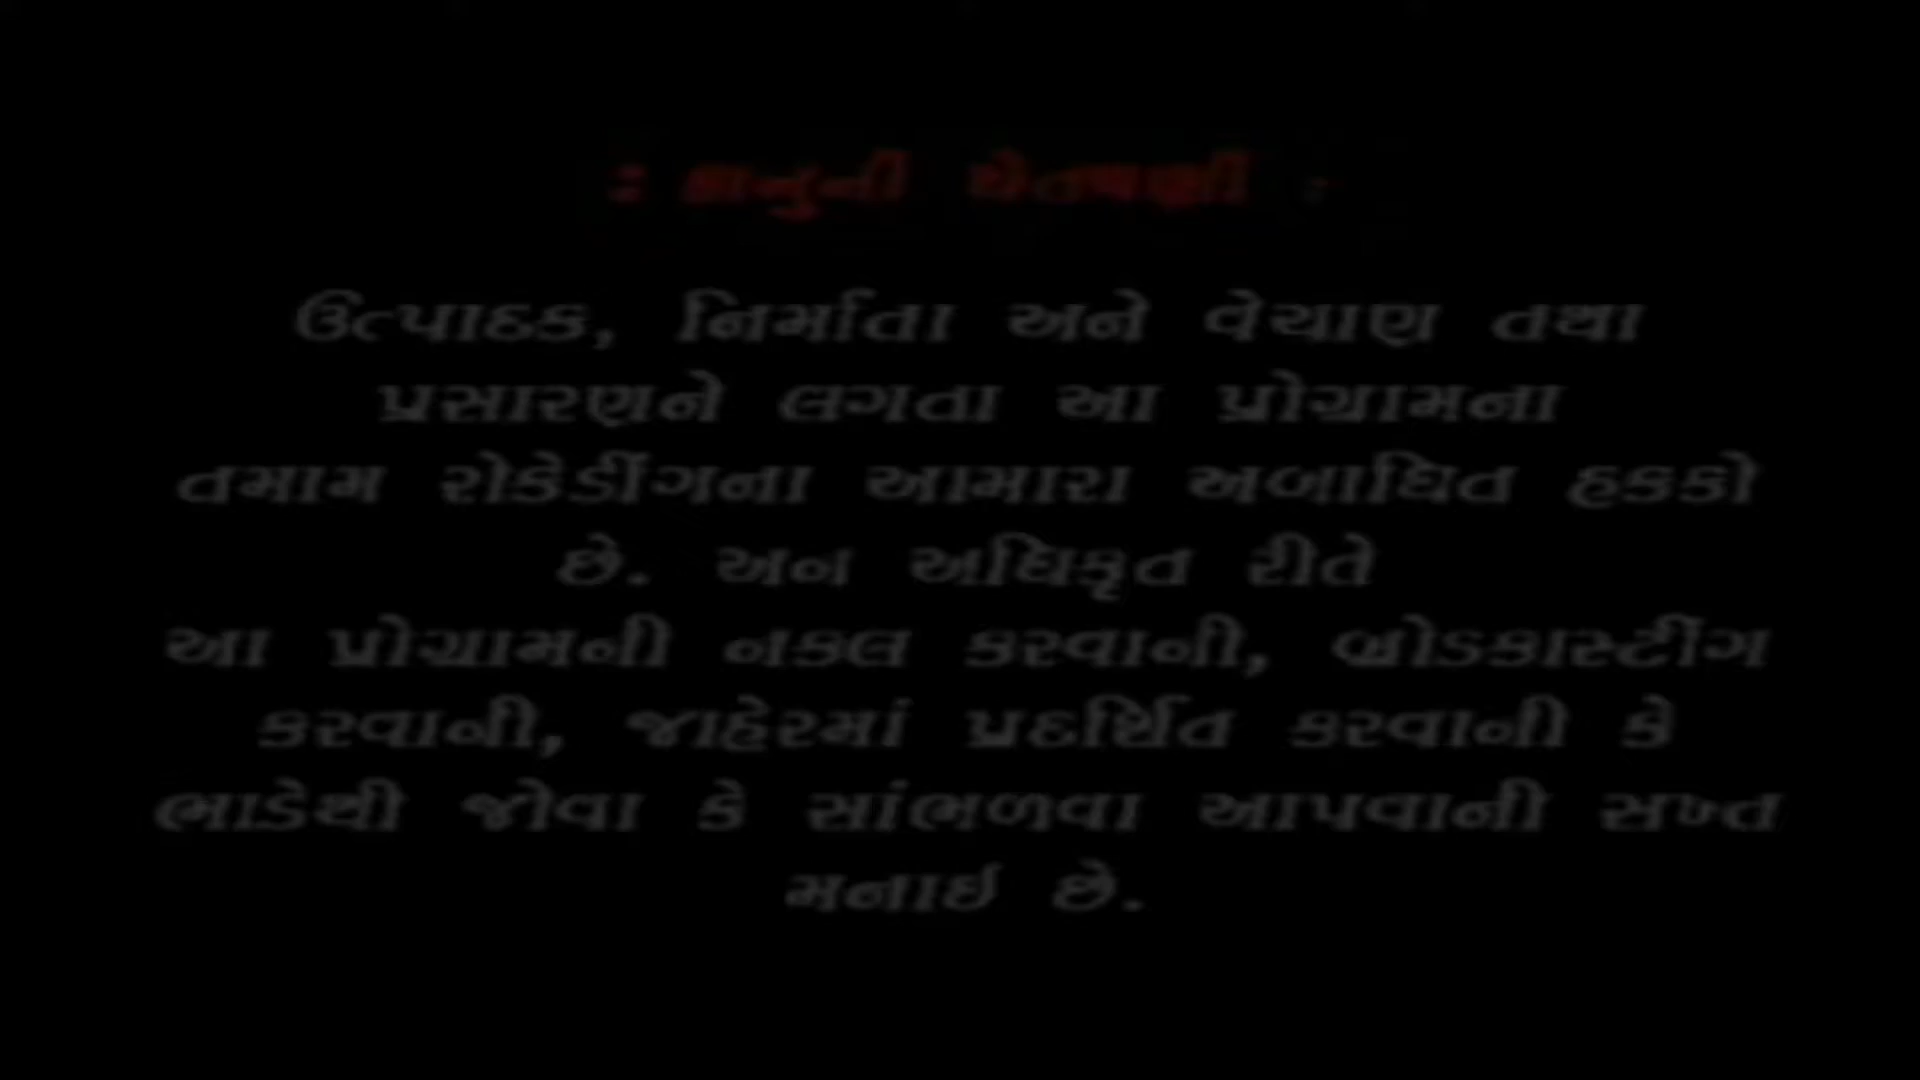 : કાનુની ચેતવણી :
ઉત્પાદક, નિર્માતા અને વેચાણ તથા
પ્રસારણને લગતા આ પ્રોગ્રામના
તમામ રોકેર્ડીંગના આમારા અબાધિત હકકો
છે. અન અધિકૃત રીતે
આ પ્રોગ્રામની નકલ કરવાની, બ્રોડકાસ્ટીંગ
કરવાની, જાહેરમાં પ્રદર્શિત કરવાની કે
ભાડેથી જોવા કે સાંભળવા આપવાની સખ્ત
મનાઇ છે.